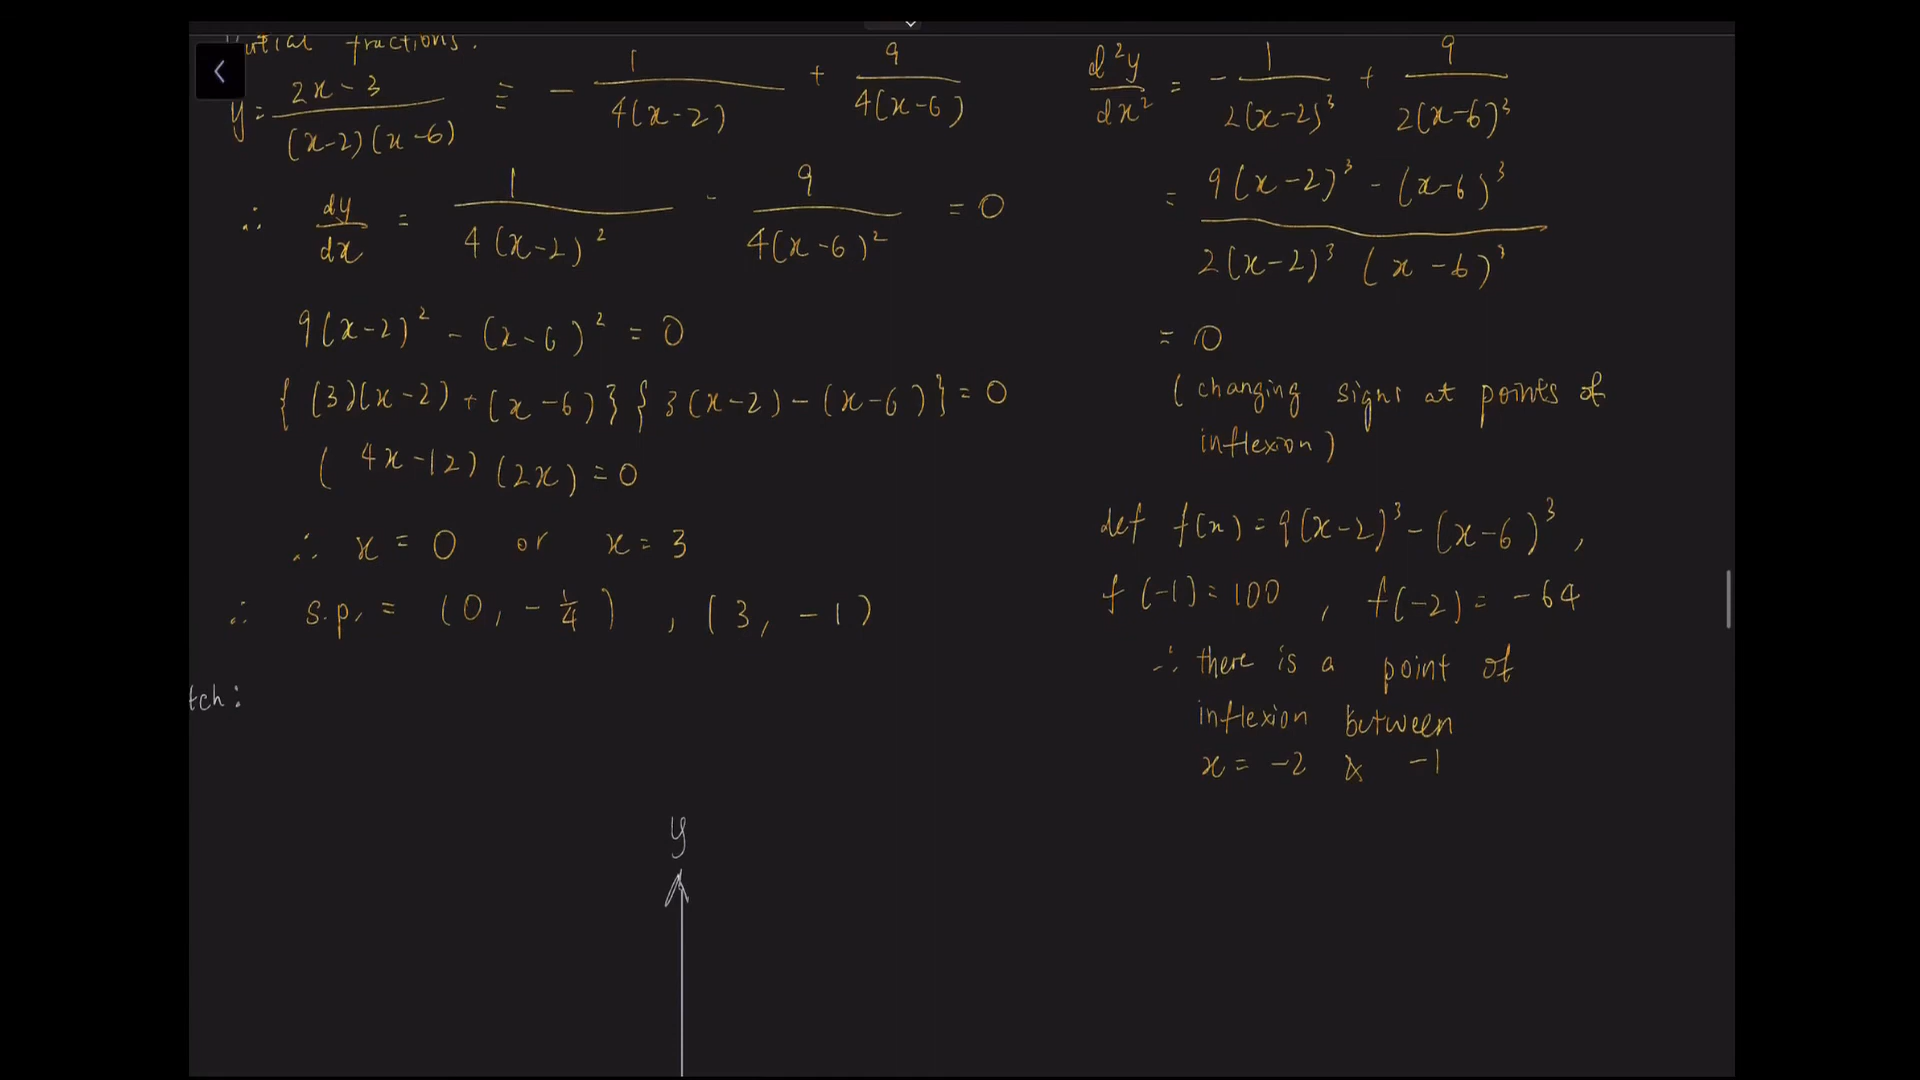 Partial fractions.
y = (2x-3)/((x-2)(x-6)) ≡ - 1/(4(x-2)) + 9/(4(x-6))
∴ dy/dx = 1/(4(x-2)²) - 9/(4(x-6)²) = 0
9(x-2)² - (x-6)² = 0
{(3)(x-2)+(x-6)}{3(x-2)-(x-6)} = 0
(4x-12)(2x) = 0
∴ x = 0 or x = 3
∴ s.p. = (0, -1/4), (3, -1)
tch:
y
d²y/dx² = - 1/(2(x-2)³) + 9/(2(x-6)³)
= (9(x-2)³ - (x-6)³)/(2(x-2)³ (x-6)³)
= 0
(changing signs at points of
inflexion)
def f(x) = 9(x-2)³ - (x-6)³,
f(-1) = 100, f(-2) = -64
∴ there is a point of
inflexion between
x = -2 & -1